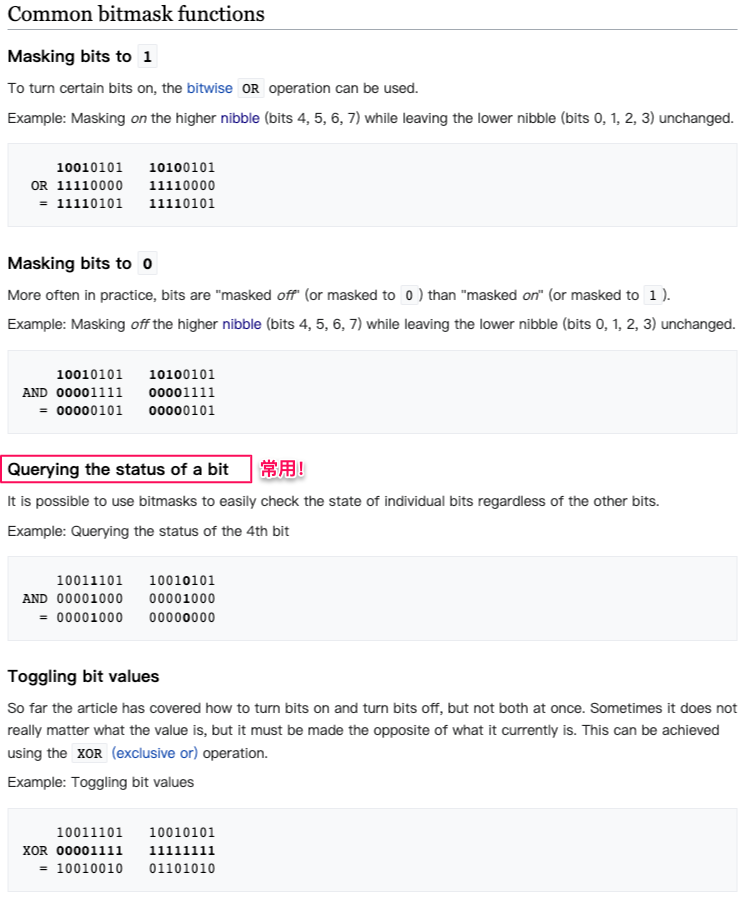 Common bitmask functions
Masking bits to 1
To turn certain bits on, the bitwise OR operation can be used.
Example: Masking on the higher nibble (bits 4, 5, 6, 7) while leaving the lower nibble (bits 0, 1, 2, 3) unchanged.
10010101 10100101
OR 11110000 11110000
= 11110101 11110101
Masking bits to 0
More often in practice, bits are "masked off" (or masked to 0 ) than "masked on" (or masked to 1 ).
Example: Masking off the higher nibble (bits 4, 5, 6, 7) while leaving the lower nibble (bits 0, 1, 2, 3) unchanged.
10010101 10100101
AND 00001111 00001111
= 00000101 00000101
Querying the status of a bit 常用!
It is possible to use bitmasks to easily check the state of individual bits regardless of the other bits.
Example: Querying the status of the 4th bit
10011101 10010101
AND 00001000 00001000
= 00001000 00000000
Toggling bit values
So far the article has covered how to turn bits on and turn bits off, but not both at once. Sometimes it does not
really matter what the value is, but it must be made the opposite of what it currently is. This can be achieved
using the XOR (exclusive or) operation.
Example: Toggling bit values
10011101 10010101
XOR 00001111 11111111
= 10010010 01101010